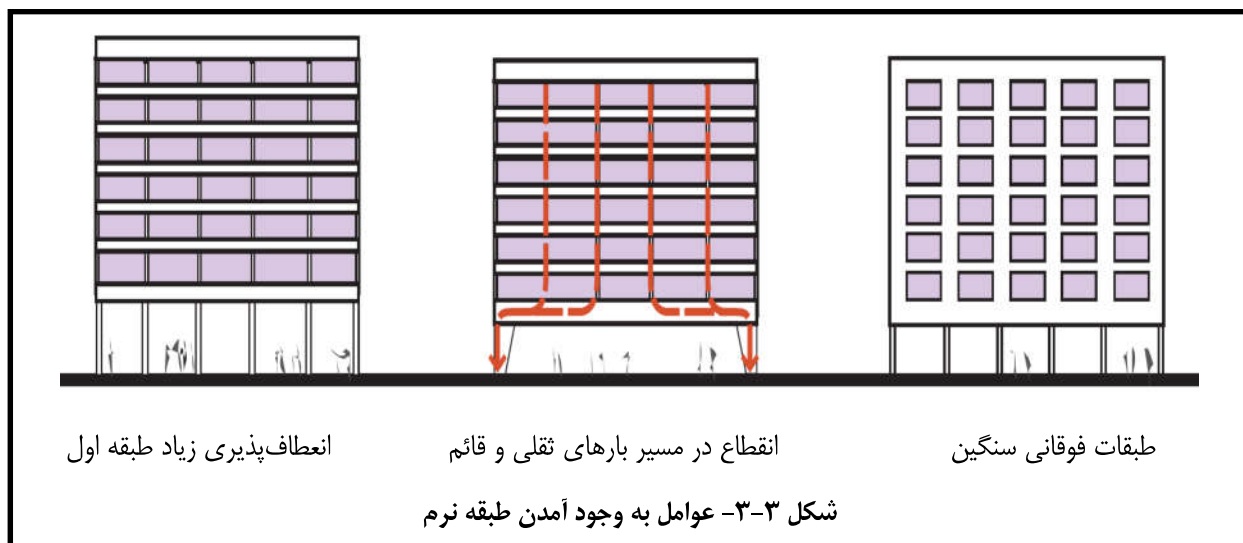 طبقات فوقانی سنگین
انقطاع در مسیر بارهای ثقلی و قائم
انعطاف‌پذیری زیاد طبقه اول
شکل ۳-۳- عوامل به وجود آمدن طبقه نرم